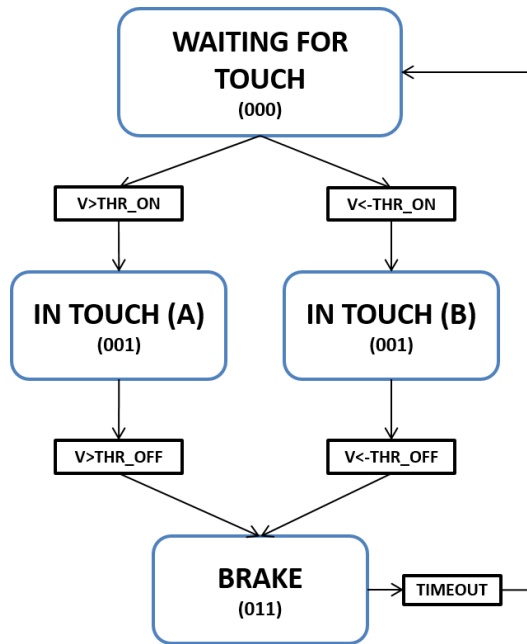 WAITING FOR
TOUCH
(000)
V>THR_ON
V<-THR_ON
IN TOUCH (A)
(001)
IN TOUCH (B)
(001)
V>THR_OFF
V<-THR_OFF
BRAKE
(011)
TIMEOUT